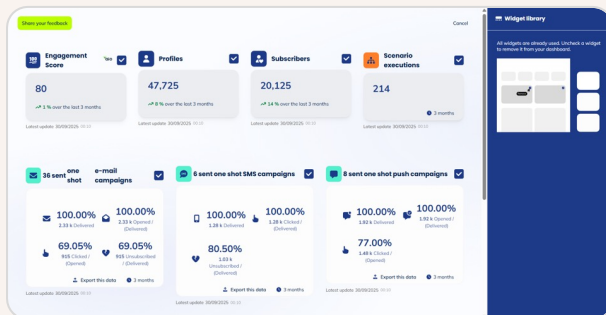 Share your feedback
Cancel
Engagement Score
80
1 % over the last 3 months
Latest update 30/09/2025
Profiles
47,725
8 % over the last 3 months
Latest update 30/09/2025
Subscribers
20,125
14 % over the last 3 months
Latest update 30/09/2025
Scenario executions
214
3 months
Latest update 30/09/2025
36 sent one shot e-mail campaigns
100.00%
2.33 k Delivered
100.00%
2.33 k Opened / (Delivered)
69.05%
915 Clicked / (Opened)
69.05%
915 Unsubscribed / (Delivered)
Export this data
3 months
Latest update 30/09/2025
6 sent one shot SMS campaigns
100.00%
1.28 k Delivered
100.00%
1.28 k Clicked / (Delivered)
80.50%
1.03 k Unsubscribed / (Delivered)
Export this data
3 months
Latest update 30/09/2025
8 sent one shot push campaigns
100.00%
1.92 k Delivered
100.00%
1.92 k Opened / (Delivered)
77.00%
1.48 k Clicked / (Opened)
Export this data
3 months
Latest update 30/09/2025
Widget library
All widgets are already used. Uncheck a widget
to remove it from your dashboard.